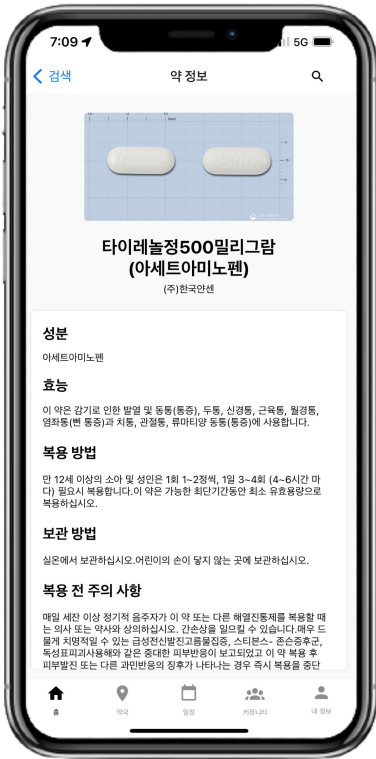 7:09
5G
검색
약 정보
타이레놀정500밀리그람
(아세트아미노펜)
(주)한국얀센
성분
아세트아미노펜
효능
이 약은 감기로 인한 발열 및 동통(통증), 두통, 신경통, 근육통, 월경통,
염좌통(삔 통증)과 치통, 관절통, 류마티양 동통(통증)에 사용합니다.
복용 방법
만 12세 이상의 소아 및 성인은 1회 1~2정씩, 1일 3~4회 (4~6시간 마
다) 필요시 복용합니다.이 약은 가능한 최단기간동안 최소 유효용량으로
복용하십시오.
보관 방법
실온에서 보관하십시오.어린이의 손이 닿지 않는 곳에 보관하십시오.
복용 전 주의 사항
매일 세잔 이상 정기적 음주자가 이 약 또는 다른 해열진통제를 복용할 때
는 의사 또는 약사와 상의하십시오. 간손상을 일으킬 수 있습니다.매우 드
물게 치명적일 수 있는 급성전신발진고름물집증, 스티븐스- 존슨증후군,
독성표피괴사용해와 같은 중대한 피부반응이 보고되었고 이 약 복용 후
피부발진 또는 다른 과민반응의 징후가 나타나는 경우 즉시 복용을 중단
홈
약국
일정
커뮤니티
내 정보